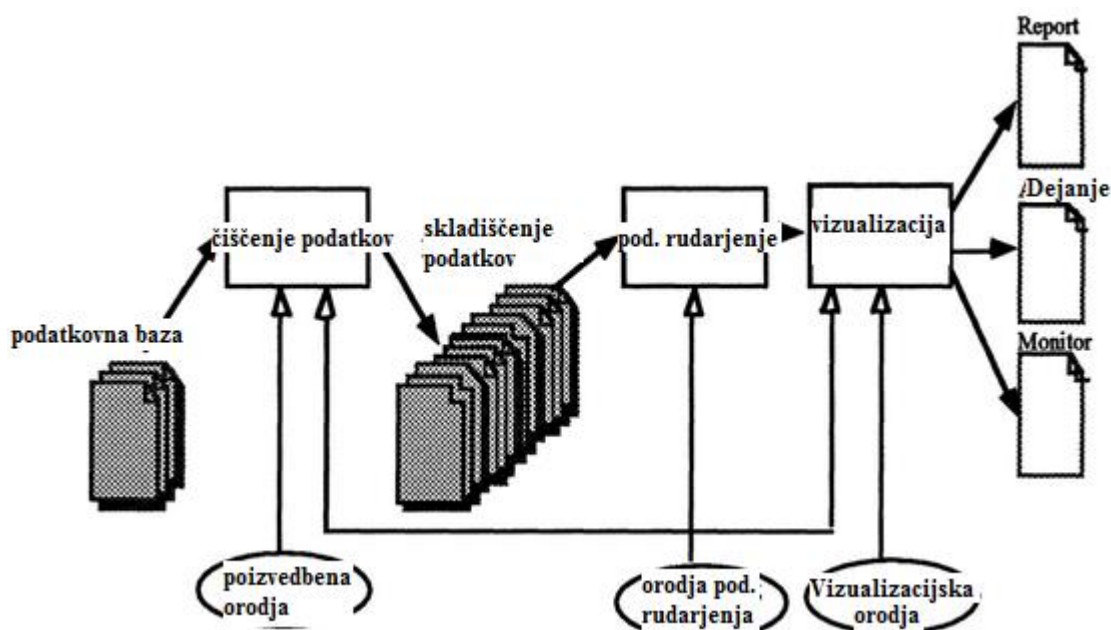 Report
Dejanje
čiščenje podatkov
skladiščenje
podatkov
pod. rudarjenje
vizualizacija
podatkovna baza
Monitor
poizvedbena
orodja
orodja pod.
rudarjenja
Vizualizacijska
orodja